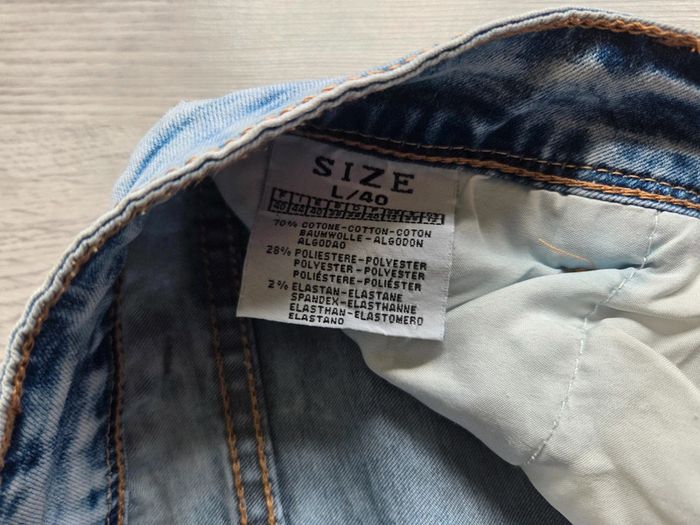 SIZE
L/40
70% COTONE-COTTON-COTON
BAUMWOLLE-ALGODON
ALGODAO
28% POLIESTERE-POLYESTER
POLYESTER-POLYESTER
POLIÉSTER-POLIÉSTER
2% ELASTAN-ELASTANE
SPANDEX-ELASTHANNE
ELASTHAN-ELASTOMERO
ELASTANO